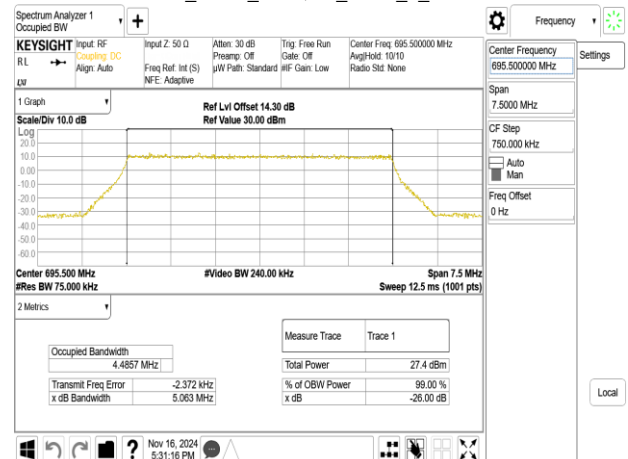 Spectrum Analyzer 1
Occupied BW
Frequency
KEYSIGHT
RL
Input: RF
Coupling: DC
Align: Auto
Input Z: 50 Ω
Freq Ref: Int (S)
NFE: Adaptive
Atten: 30 dB
Preamp: Off
µW Path: Standard
Trig: Free Run
Gate: Off
#IF Gain: Low
Center Freq: 695.500000 MHz
Avg|Hold: 10/10
Radio Std: None
Center Frequency
695.500000 MHz
Settings
Span
7.5000 MHz
CF Step
750.000 kHz
Auto
Man
Freq Offset
0 Hz
Local
1 Graph
Scale/Div 10.0 dB
Ref Lvl Offset 14.30 dB
Ref Value 30.00 dBm
Log
20.0
10.0
0.00
-10.0
-20.0
-30.0
-40.0
-50.0
-60.0
Center 695.500 MHz
#Res BW 75.000 kHz
#Video BW 240.00 kHz
Span 7.5 MHz
Sweep 12.5 ms (1001 pts)
2 Metrics
Measure Trace Trace 1
Occupied Bandwidth
4.4857 MHz
Total Power 27.4 dBm
Transmit Freq Error -2.372 kHz
% of OBW Power 99.00 %
x dB Bandwidth 5.063 MHz
x dB -26.00 dB
?
Nov 16, 2024
5:31:16 PM